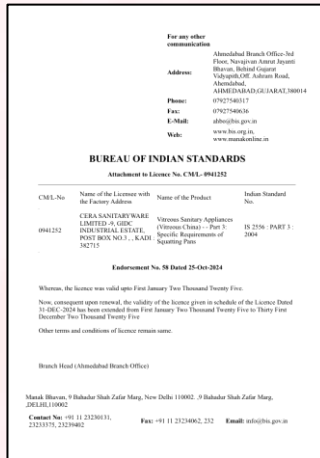 For any other
communication
Address:
Ahmedabad Branch Office-3rd
Floor, Navajivan Amrut Jayanti
Bhavan, Behind Gujarat
Vidyapith,Off. Ashram Road,
Ahemdabad,
AHMEDABAD,GUJARAT,380014
Phone: 07927540317
Fax: 07927540636
E-Mail: ahbo@bis.gov.in
Web: www.bis.org.in,
www.manakonline.in
BUREAU OF INDIAN STANDARDS
Attachment to Licence No. CM/L- 0941252
CM/L-No
Name of the Licensee with
the Factory Address
Name of the Product
Indian Standard
No.
0941252
CERA SANITARYWARE
LIMITED -9, GIDC
INDUSTRIAL ESTATE,
POST BOX NO.3 , , KADI
382715
Vitreous Sanitary Appliances
(Vitreous China) - - Part 3:
Specific Requirements of
Squatting Pans
IS 2556 : PART 3 :
2004
Endorsement No. 58 Dated 25-Oct-2024
Whereas, the licence was valid upto First January Two Thousand Twenty Five.
Now, consequent upon renewal, the validity of the licence given in schedule of the Licence Dated
31-DEC-2024 has been extended from First January Two Thousand Twenty Five to Thirty First
December Two Thousand Twenty Five
Other terms and conditions of licence remain same.
Branch Head (Ahmedabad Branch Office)
Manak Bhavan, 9 Bahadur Shah Zafar Marg, New Delhi 110002. ,9 Bahadur Shah Zafar Marg,
,DELHI,110002
Contact No: +91 11 23230131,
23233375, 23239402
Fax: +91 11 23234062, 232
Email: info@bis.gov.in